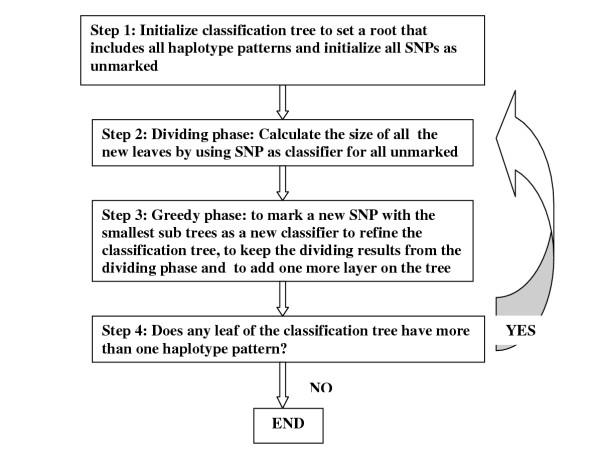 Step 1: Initialize classification tree to set a root that
includes all haplotype patterns and initialize all SNPs as
unmarked
Step 2: Dividing phase: Calculate the size of all the
new leaves by using SNP as classifier for all unmarked
Step 3: Greedy phase: to mark a new SNP with the
smallest sub trees as a new classifier to refine the
classification tree, to keep the dividing results from the
dividing phase and to add one more layer on the tree
Step 4: Does any leaf of the classification tree have more
than one haplotype pattern?
YES
NO
END